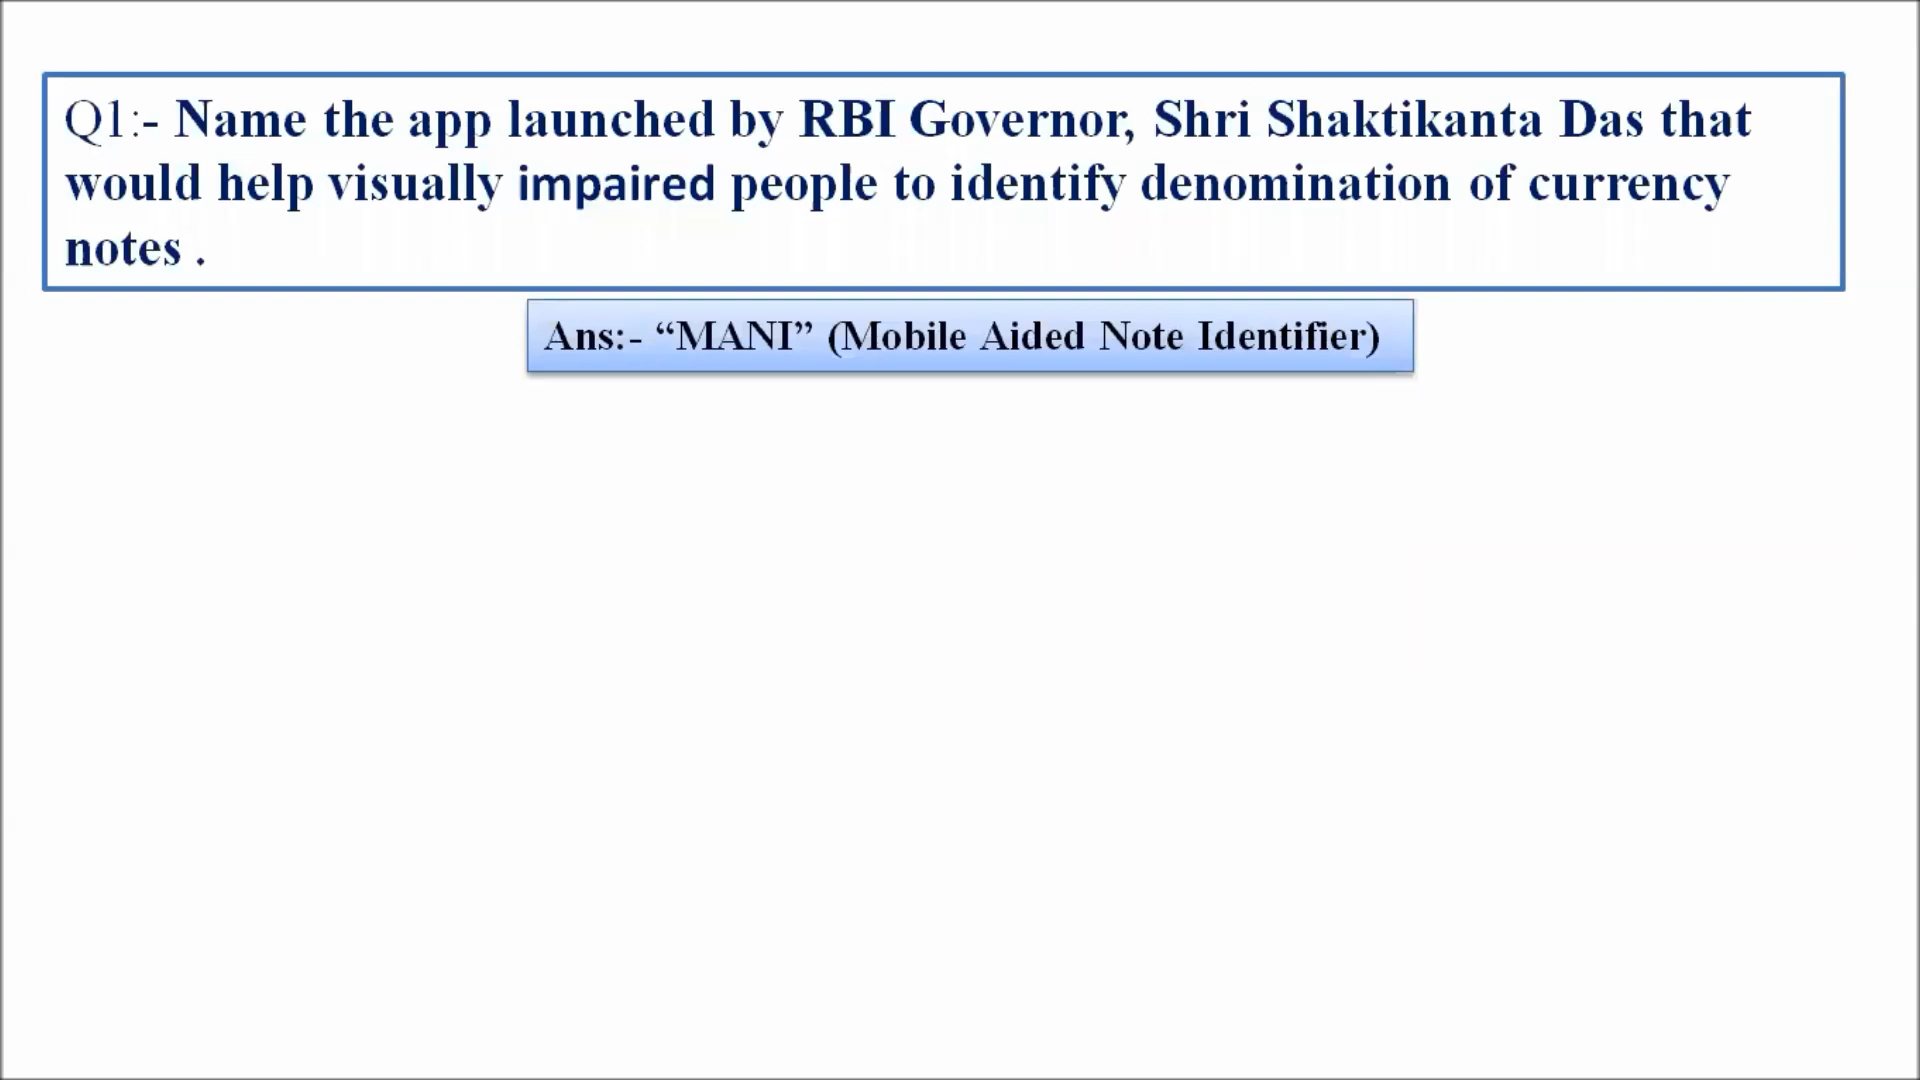 Q1:- Name the app launched by RBI Governor, Shri Shaktikanta Das that
would help visually impaired people to identify denomination of currency
notes .
Ans:- “MANI” (Mobile Aided Note Identifier)